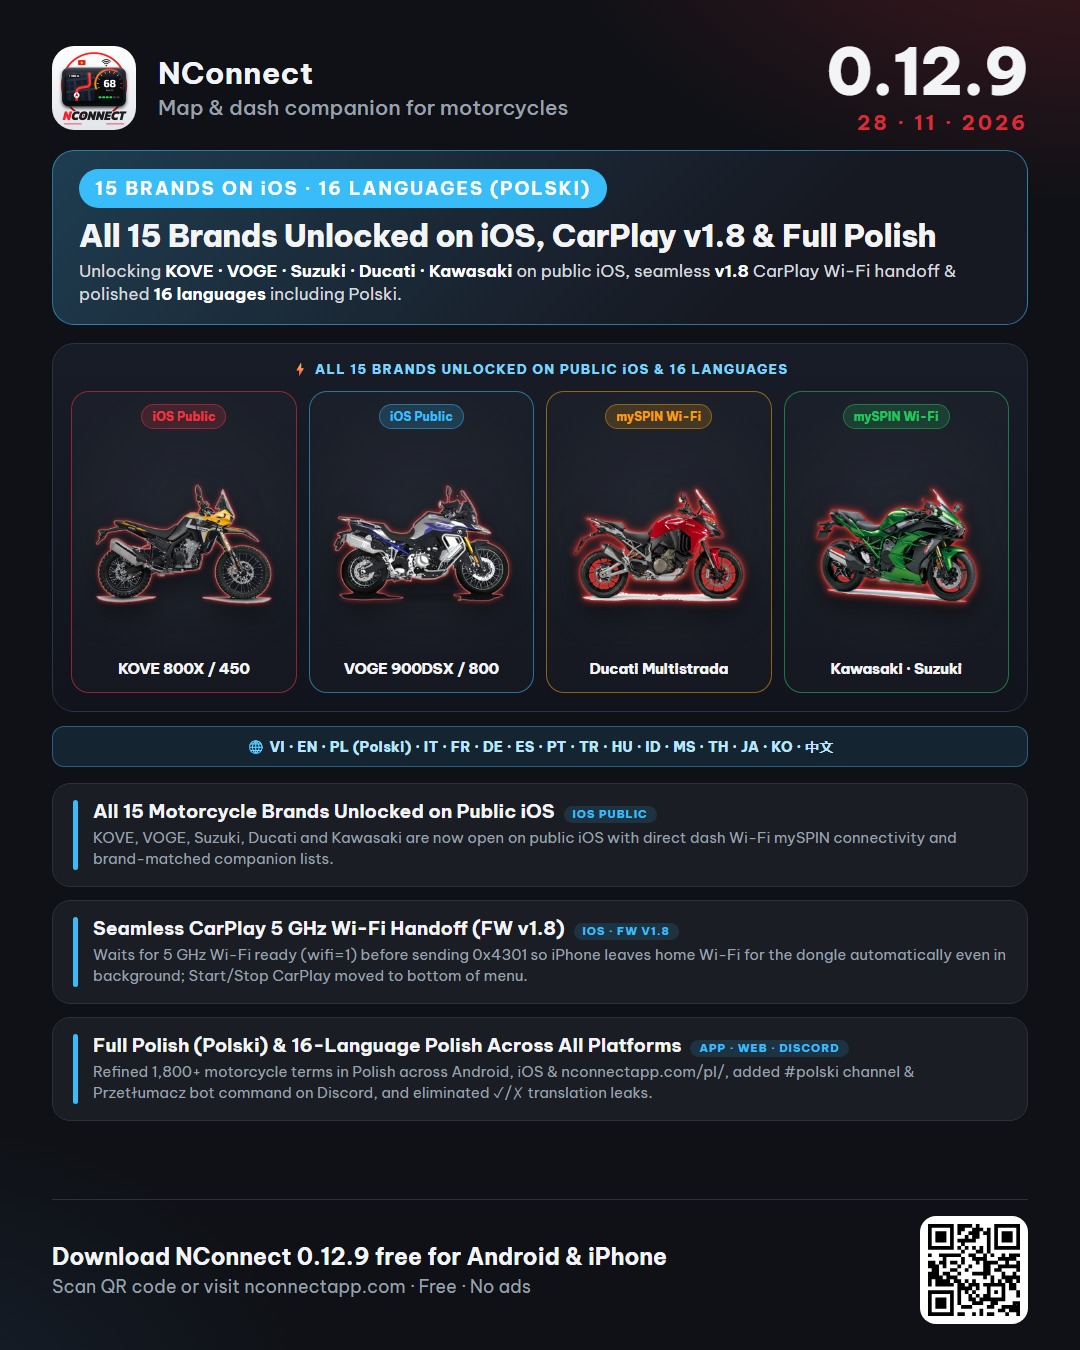 NConnect
Map & dash companion for motorcycles
68
NCONNECT
0.12.9
28 · 11 · 2026
15 BRANDS ON iOS · 16 LANGUAGES (POLSKI)
All 15 Brands Unlocked on iOS, CarPlay v1.8 & Full Polish
Unlocking KOVE · VOGE · Suzuki · Ducati · Kawasaki on public iOS, seamless v1.8 CarPlay Wi-Fi handoff &
polished 16 languages including Polski.
ALL 15 BRANDS UNLOCKED ON PUBLIC iOS & 16 LANGUAGES
iOS Public
iOS Public
mySPIN Wi-Fi
mySPIN Wi-Fi
KOVE 800X / 450
VOGE 900DSX / 800
Ducati Multistrada
Kawasaki · Suzuki
VI · EN · PL (Polski) · IT · FR · DE · ES · PT · TR · HU · ID · MS · TH · JA · KO · 中文
All 15 Motorcycle Brands Unlocked on Public iOS IOS PUBLIC
KOVE, VOGE, Suzuki, Ducati and Kawasaki are now open on public iOS with direct dash Wi-Fi mySPIN connectivity and
brand-matched companion lists.
Seamless CarPlay 5 GHz Wi-Fi Handoff (FW v1.8) IOS · FW V1.8
Waits for 5 GHz Wi-Fi ready (wifi=1) before sending 0x4301 so iPhone leaves home Wi-Fi for the dongle automatically even in
background; Start/Stop CarPlay moved to bottom of menu.
Full Polish (Polski) & 16-Language Polish Across All Platforms APP · WEB · DISCORD
Refined 1,800+ motorcycle terms in Polish across Android, iOS & nconnectapp.com/pl/, added #polski channel &
Przetłumacz bot command on Discord, and eliminated ✓/✗ translation leaks.
Download NConnect 0.12.9 free for Android & iPhone
Scan QR code or visit nconnectapp.com · Free · No ads